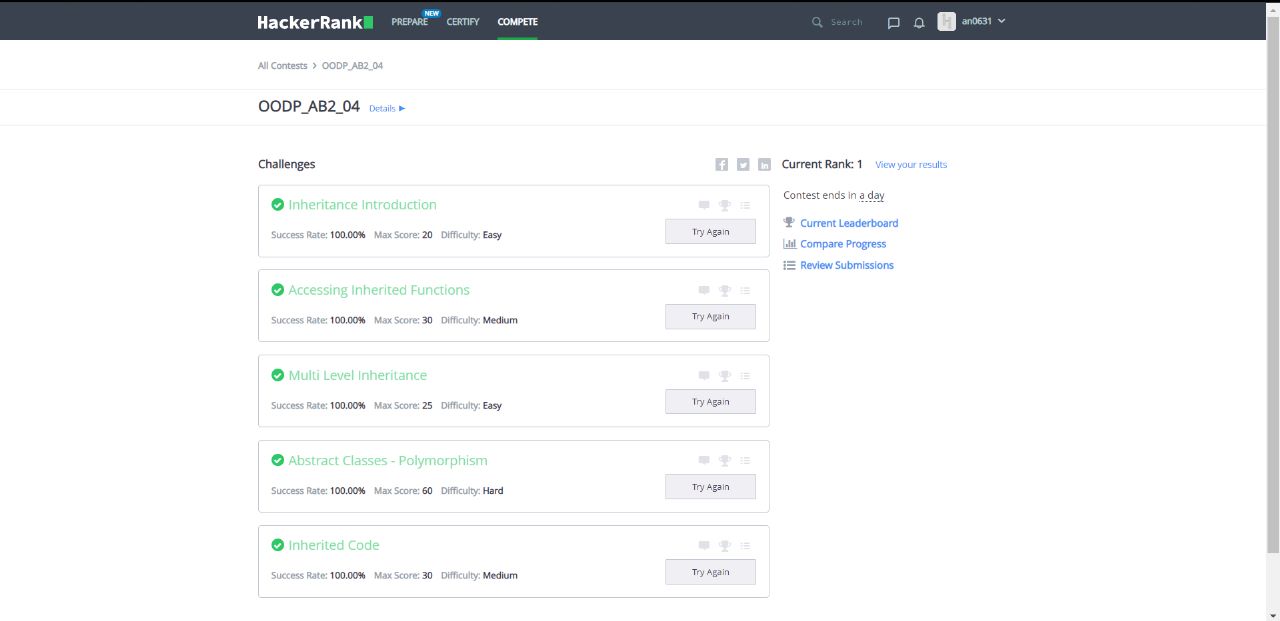 HackerRank PREPARE NEW CERTIFY COMPETE Search an0631
All Contests > OODP_AB2_04
OODP_AB2_04 Details
Challenges
Inheritance Introduction
Success Rate: 100.00% Max Score: 20 Difficulty: Easy
Try Again
Accessing Inherited Functions
Success Rate: 100.00% Max Score: 30 Difficulty: Medium
Try Again
Multi Level Inheritance
Success Rate: 100.00% Max Score: 25 Difficulty: Easy
Try Again
Abstract Classes - Polymorphism
Success Rate: 100.00% Max Score: 60 Difficulty: Hard
Try Again
Inherited Code
Success Rate: 100.00% Max Score: 30 Difficulty: Medium
Try Again
Current Rank: 1 View your results
Contest ends in a day
Current Leaderboard
Compare Progress
Review Submissions